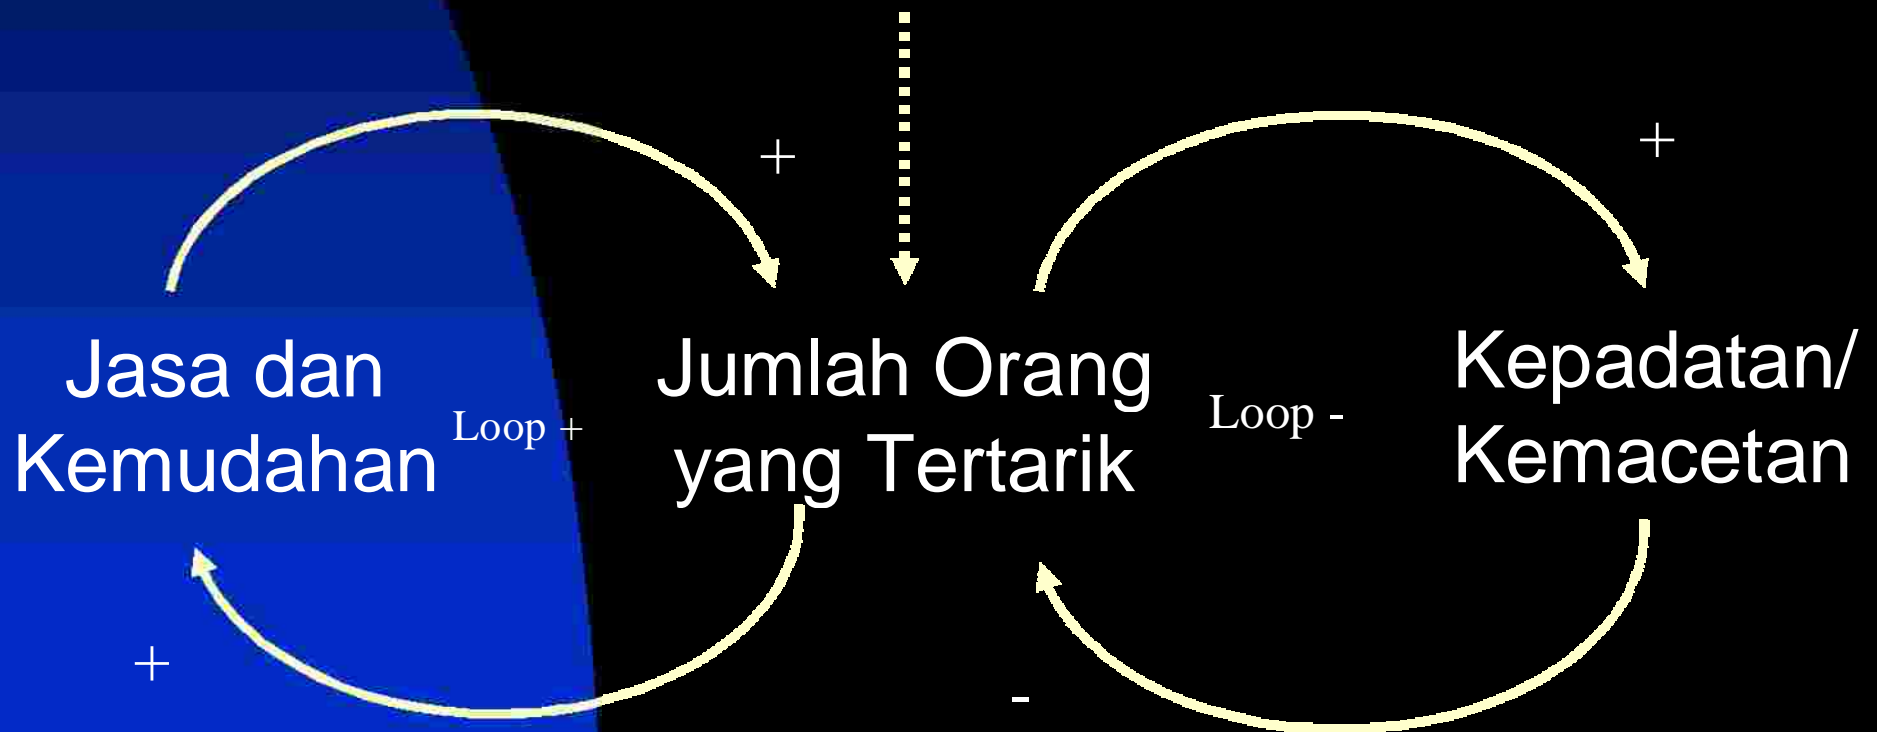 +
+
Jasa dan
Kemudahan
Loop +
Jumlah Orang
yang Tertarik
Loop -
Kepadatan/
Kemacetan
+
-